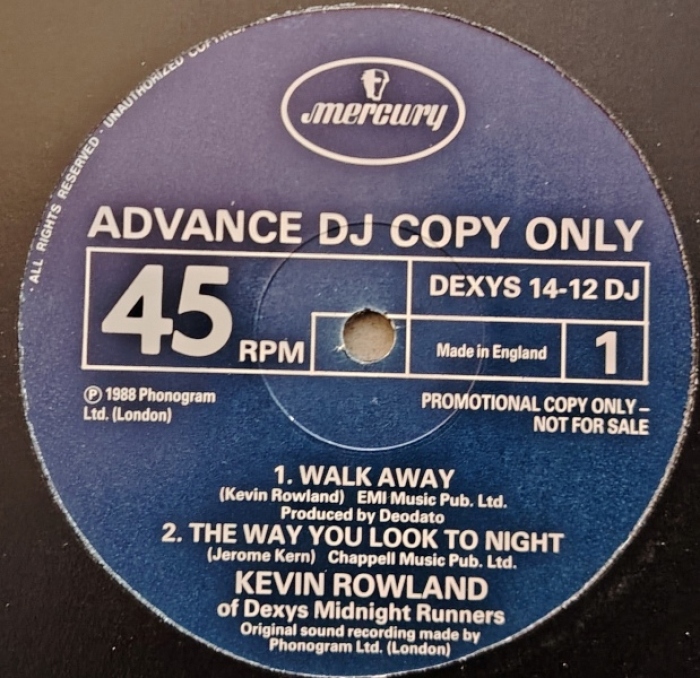 · ALL RIGHTS RESERVED · UNAUTHORIZED
mercury
ADVANCE DJ COPY ONLY
45 RPM
DEXYS 14-12 DJ
Made in England
1
Ⓟ 1988 Phonogram
Ltd. (London)
PROMOTIONAL COPY ONLY –
NOT FOR SALE
1. WALK AWAY
(Kevin Rowland) EMI Music Pub. Ltd.
Produced by Deodato
2. THE WAY YOU LOOK TO NIGHT
(Jerome Kern) Chappell Music Pub. Ltd.
KEVIN ROWLAND
of Dexys Midnight Runners
Original sound recording made by
Phonogram Ltd. (London)